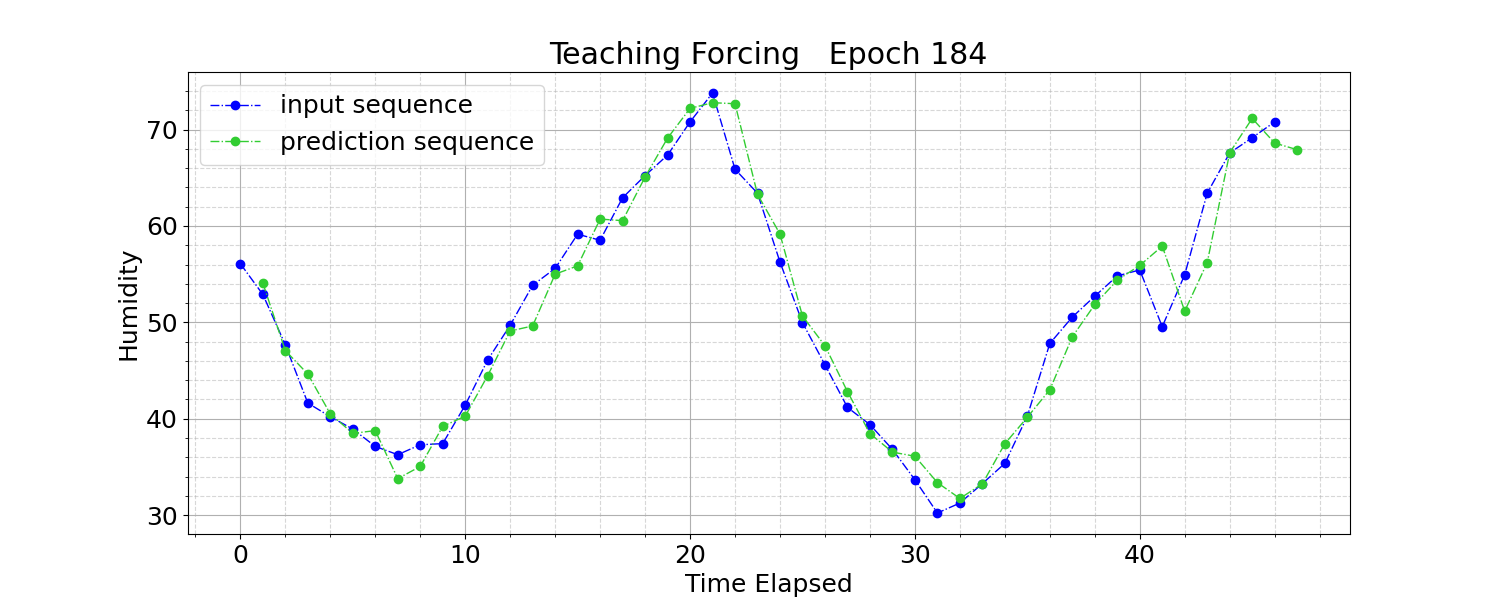 Teaching Forcing   Epoch 184
input sequence
prediction sequence
Humidity
70
60
50
40
30
0 10 20 30 40
Time Elapsed